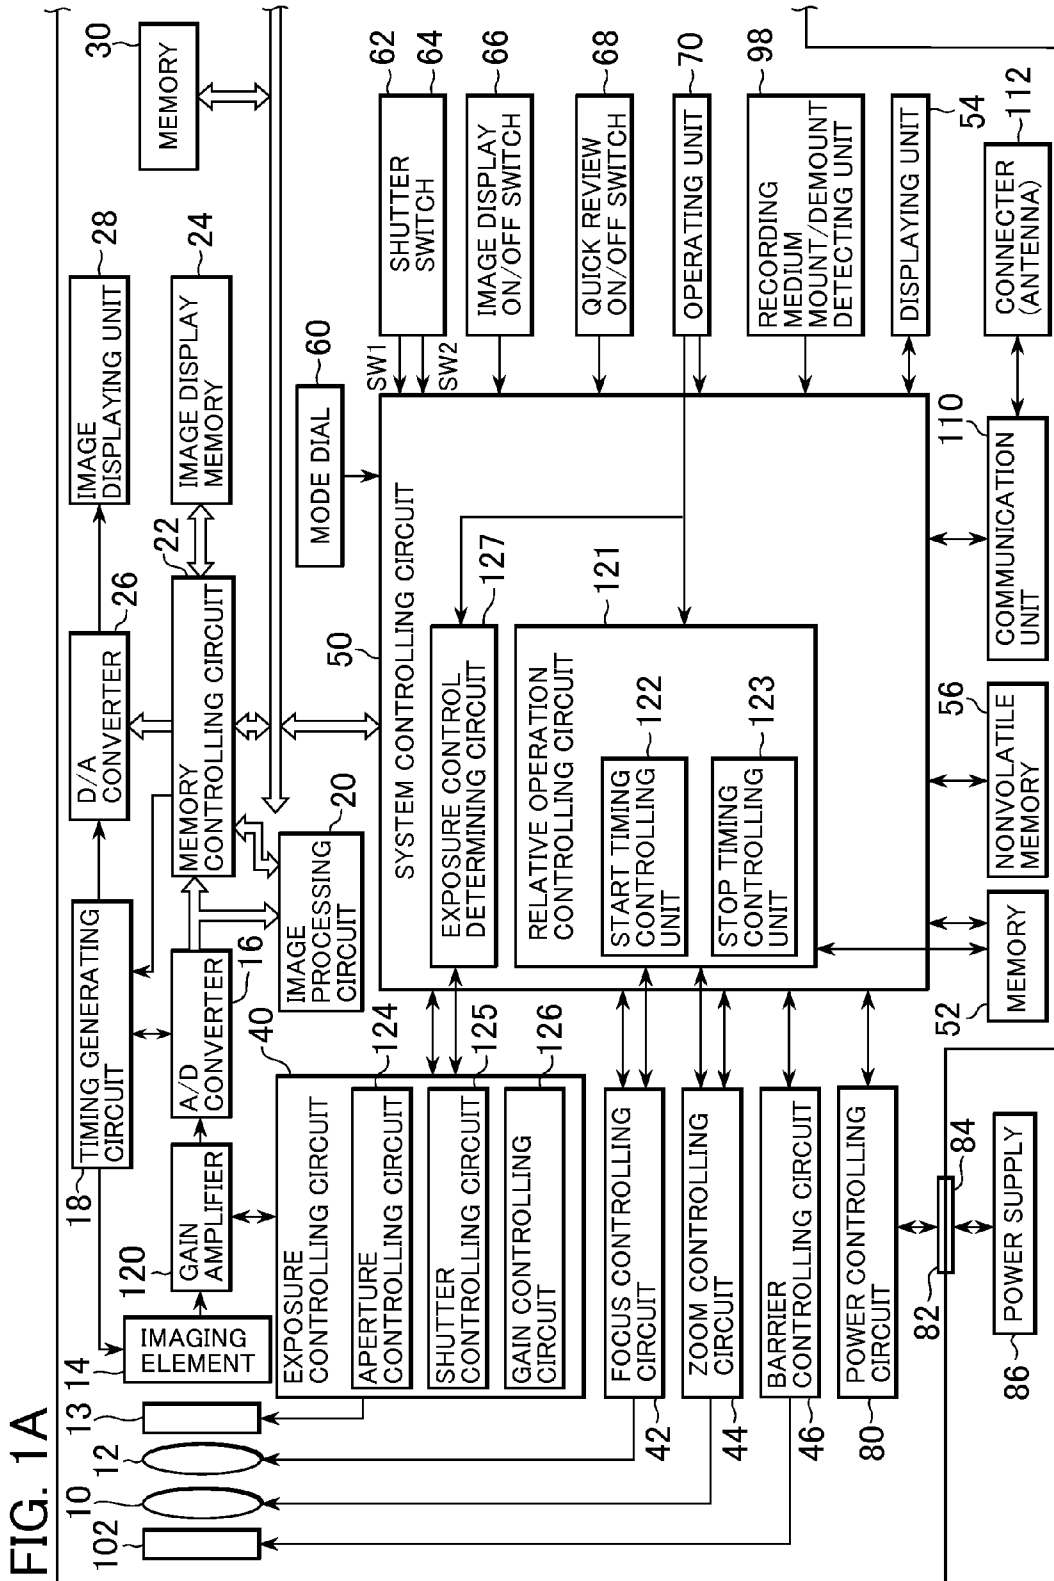 FIG. 1A
102
10
12
13
14
IMAGING
ELEMENT
120
GAIN
AMPLIFIER
18
TIMING GENERATING
CIRCUIT
A/D
CONVERTER
16
D/A
CONVERTER
26
IMAGE
DISPLAYING UNIT
28
MEMORY
CONTROLLING CIRCUIT
22
IMAGE DISPLAY
MEMORY
24
MEMORY
30
IMAGE
PROCESSING
CIRCUIT
20
40
EXPOSURE
CONTROLLING CIRCUIT
APERTURE
CONTROLLING CIRCUIT
124
SHUTTER
CONTROLLING CIRCUIT
125
GAIN CONTROLLING
CIRCUIT
126
FOCUS CONTROLLING
CIRCUIT
42
ZOOM CONTROLLING
CIRCUIT
44
BARRIER
CONTROLLING CIRCUIT
46
POWER CONTROLLING
CIRCUIT
80
82
84
POWER SUPPLY
86
MODE DIAL
60
50
SYSTEM CONTROLLING CIRCUIT
EXPOSURE CONTROL
DETERMINING CIRCUIT
127
RELATIVE OPERATION
CONTROLLING CIRCUIT
121
START TIMING
CONTROLLING
UNIT
122
STOP TIMING
CONTROLLING
UNIT
123
SW1
SW2
SHUTTER
SWITCH
62
64
IMAGE DISPLAY
ON/OFF SWITCH
66
QUICK REVIEW
ON/OFF SWITCH
68
OPERATING UNIT
70
RECORDING
MEDIUM
MOUNT/DEMOUNT
DETECTING UNIT
98
DISPLAYING UNIT
54
MEMORY
52
NONVOLATILE
MEMORY
56
COMMUNICATION
UNIT
110
CONNECTER
(ANTENNA)
112